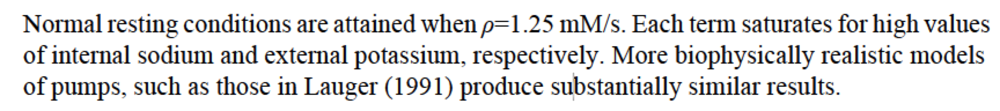 Normal resting conditions are attained when ρ=1.25 mM/s. Each term saturates for high values
of internal sodium and external potassium, respectively. More biophysically realistic models
of pumps, such as those in Lauger (1991) produce substantially similar results.